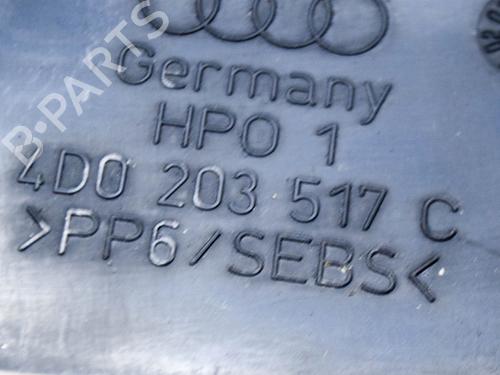 Germany
HPO 1
4D0 203 517 C
>PP6/SEBS<
B-PARTS